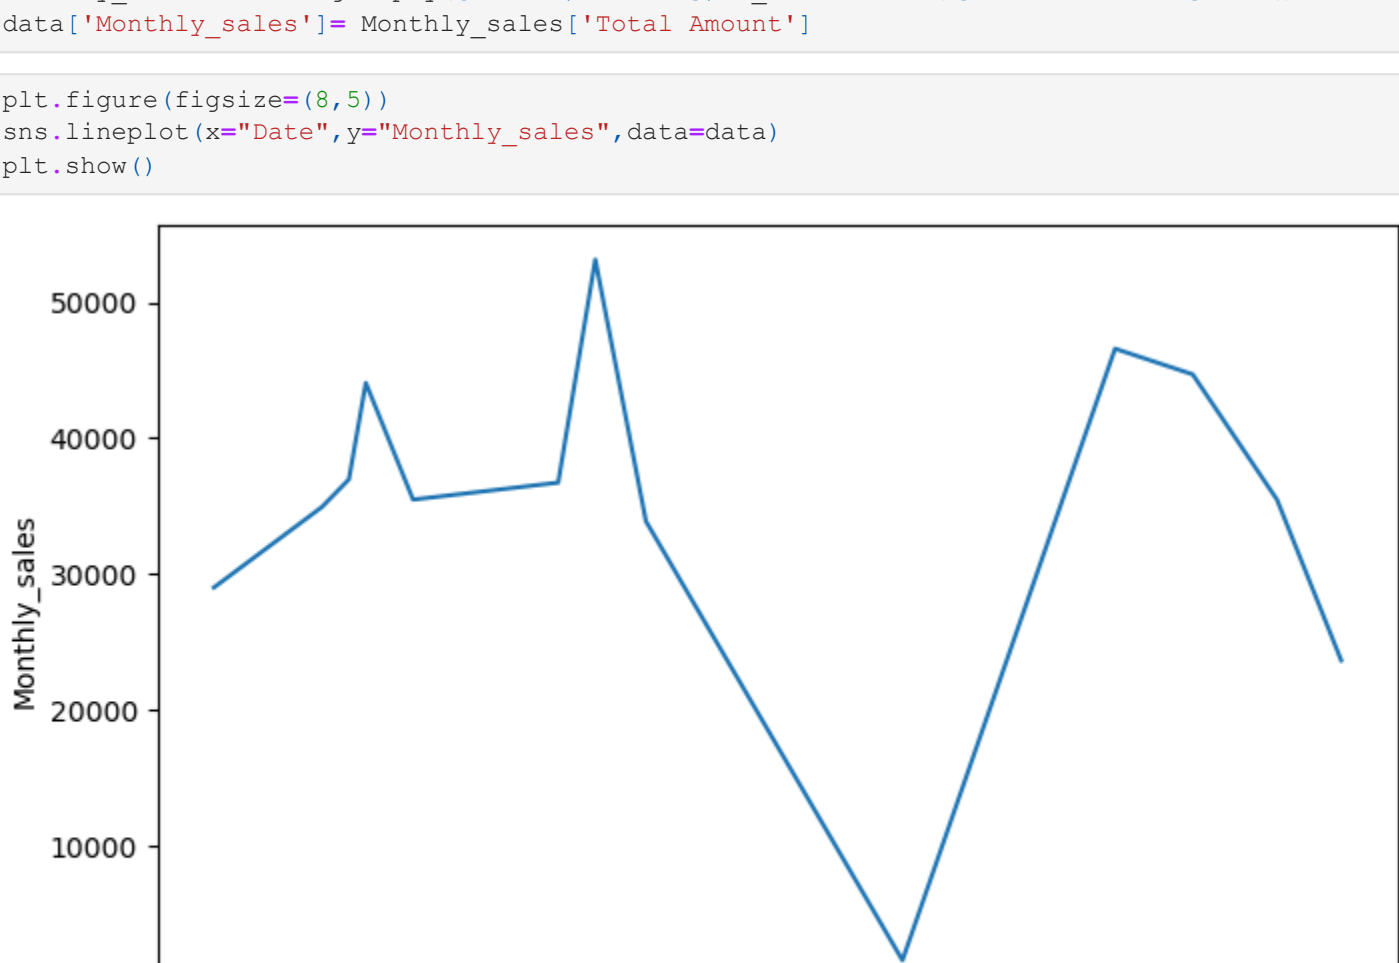 data['Monthly_sales']= Monthly_sales['Total Amount']
plt.figure(figsize=(8,5))
sns.lineplot(x="Date",y="Monthly_sales",data=data)
plt.show()
50000
40000
30000
20000
10000
Monthly_sales